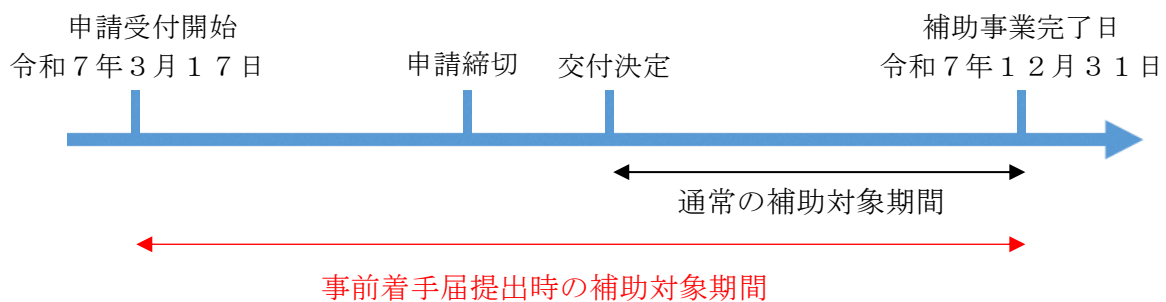 申請受付開始
令和７年３月１７日
申請締切
交付決定
補助事業完了日
令和７年１２月３１日
通常の補助対象期間
事前着手届提出時の補助対象期間